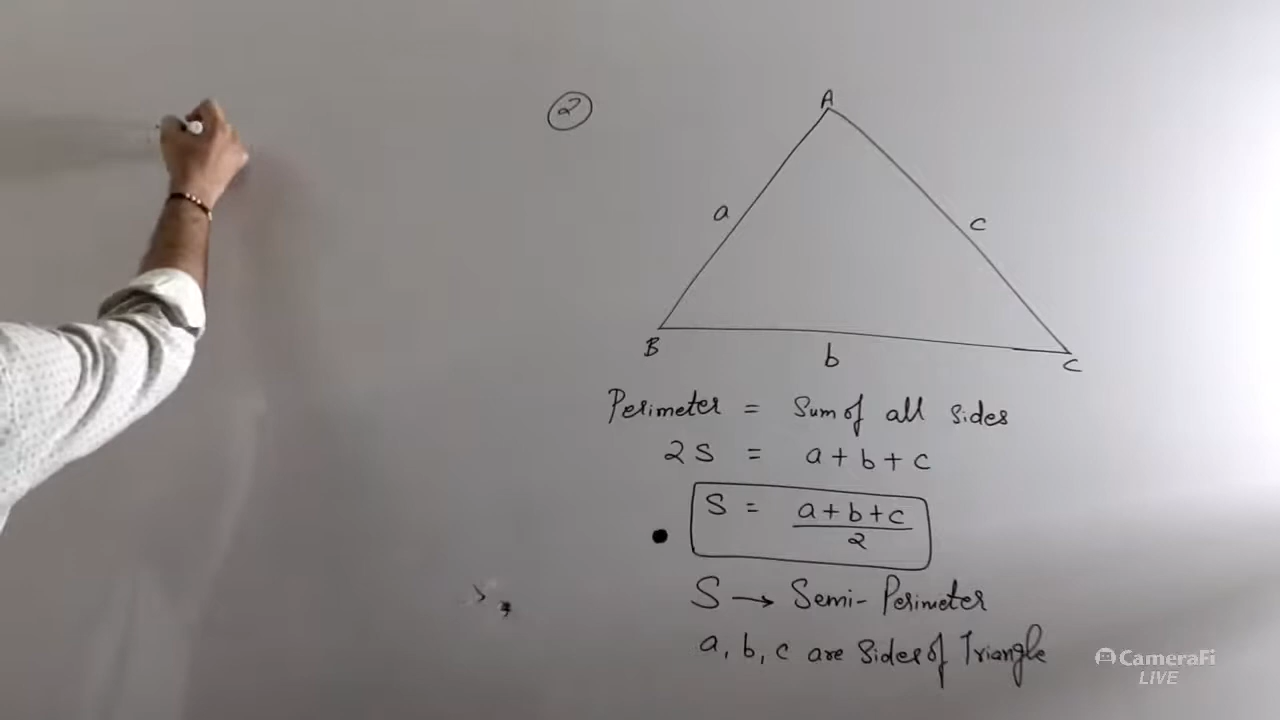 2
A
a
c
B
b
C
Perimeter = Sum of all sides
2S = a + b + c
S = a + b + c / 2
S → Semi-Perimeter
a, b, c are sides of Triangle
CameraFi
LIVE